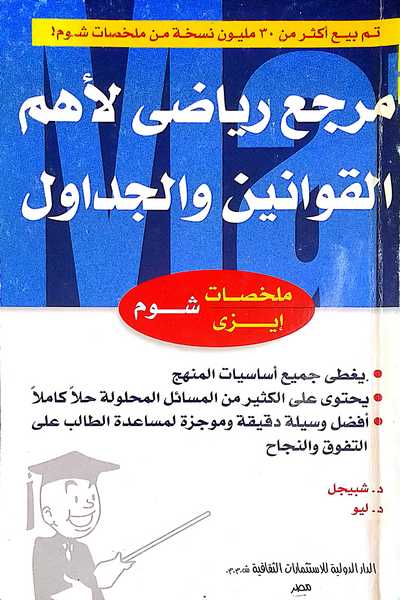 تم بيع أكثر من ٣٠ مليون نسخة من ملخصات شوم!
مرجع رياضى لأهم
القوانين والجداول
ملخصات
إيزى
شوم
يغطى جميع أساسيات المنهج
يحتوى على الكثير من المسائل المحلولة حلاً كاملاً
أفضل وسيلة دقيقة وموجزة لمساعدة الطالب على
التفوق والنجاح
د. شبيجل
د. ليو
الدار الدولية للاستثمارات الثقافية ش.م.م.
مصر